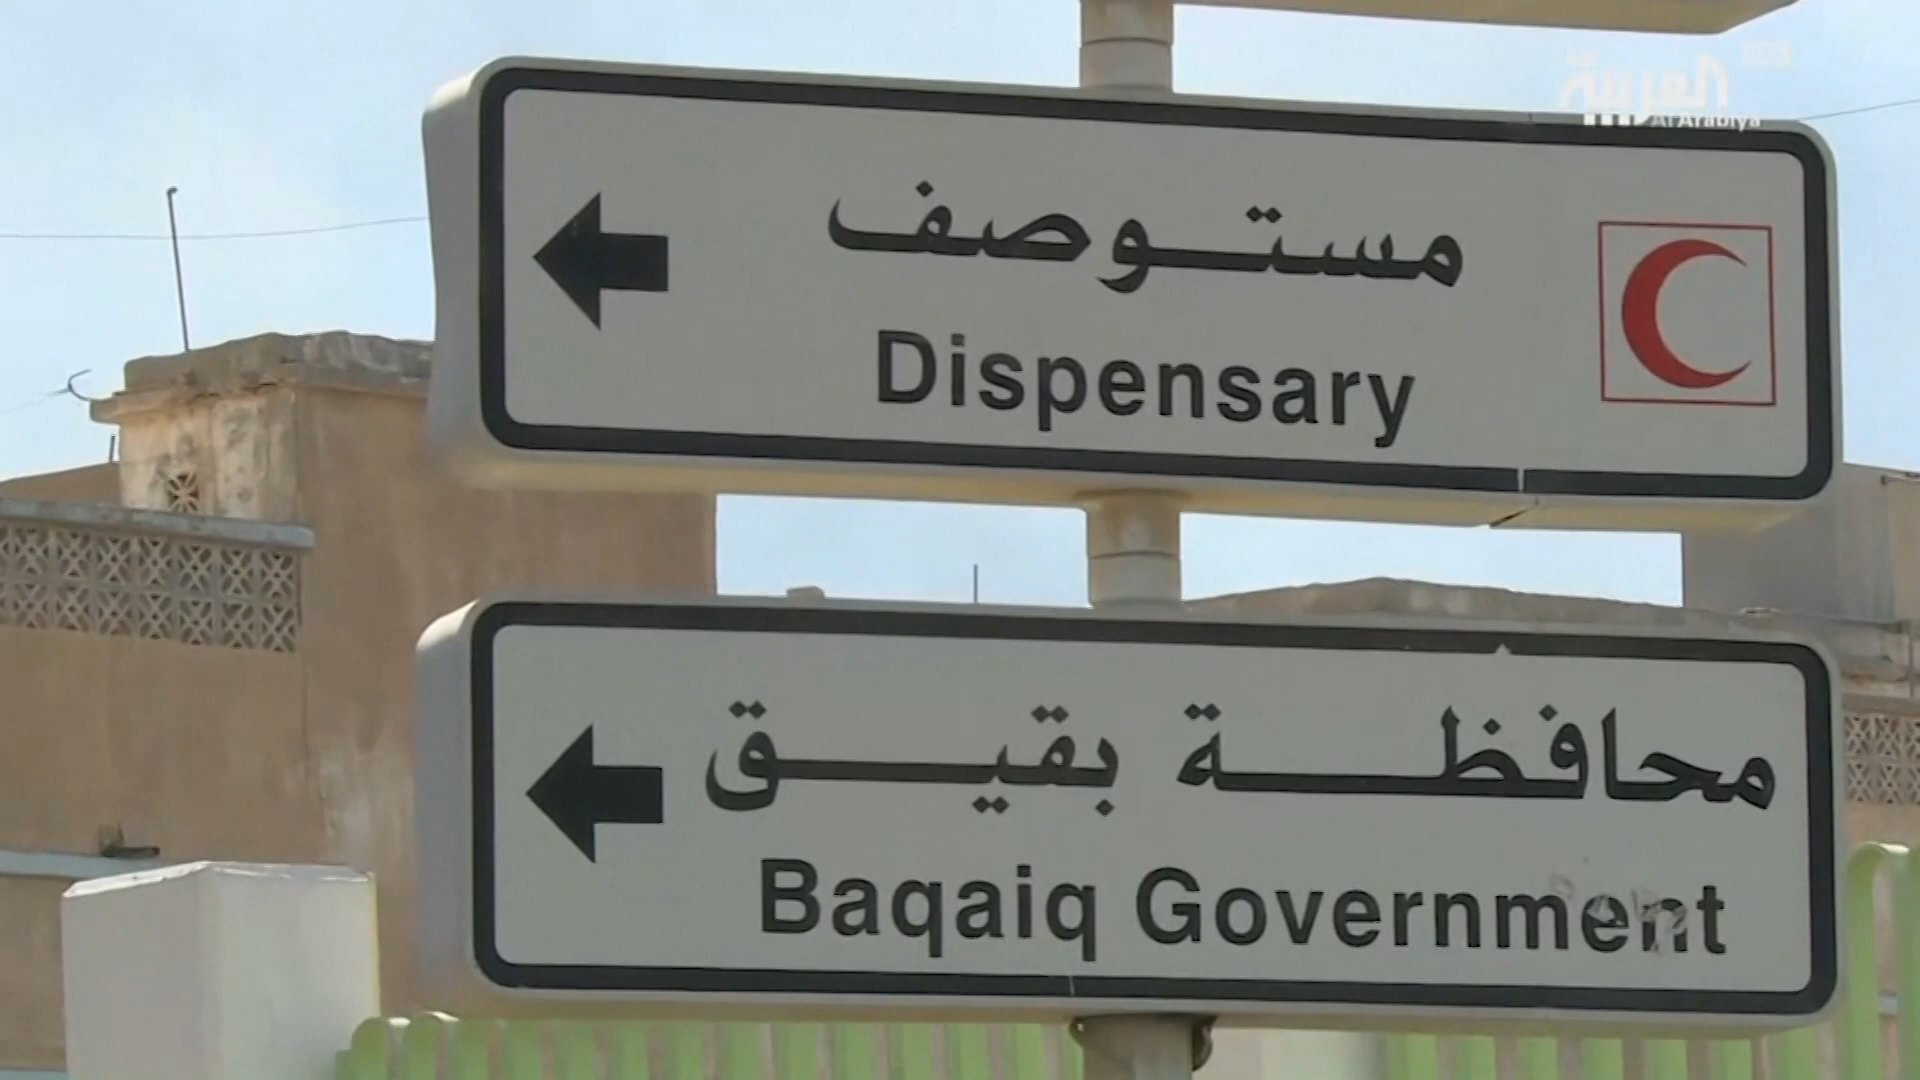 العربية
Al Arabiya
مستوصف
Dispensary
محافظة بقيق
Baqaiq Government